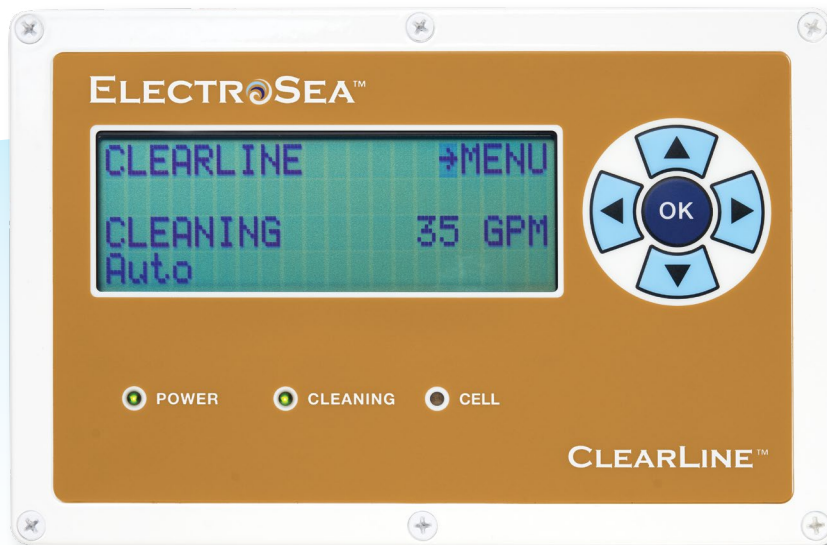 ELECTROSEA™
CLEARLINE →MENU
CLEANING 35 GPM
Auto
OK
POWER CLEANING CELL
CLEARLINE™